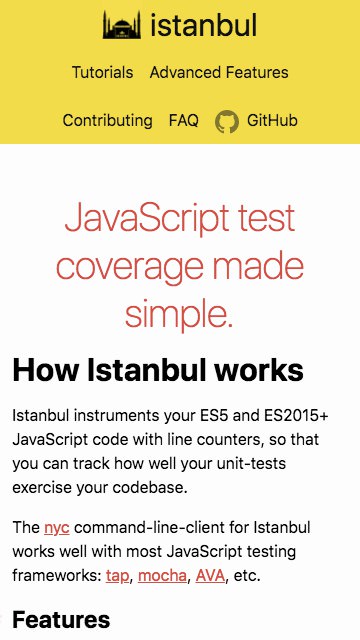 istanbul
Tutorials Advanced Features
Contributing FAQ GitHub
JavaScript test
coverage made
simple.
How Istanbul works
Istanbul instruments your ES5 and ES2015+
JavaScript code with line counters, so that
you can track how well your unit-tests
exercise your codebase.
The nyc command-line-client for Istanbul
works well with most JavaScript testing
frameworks: tap, mocha, AVA, etc.
Features